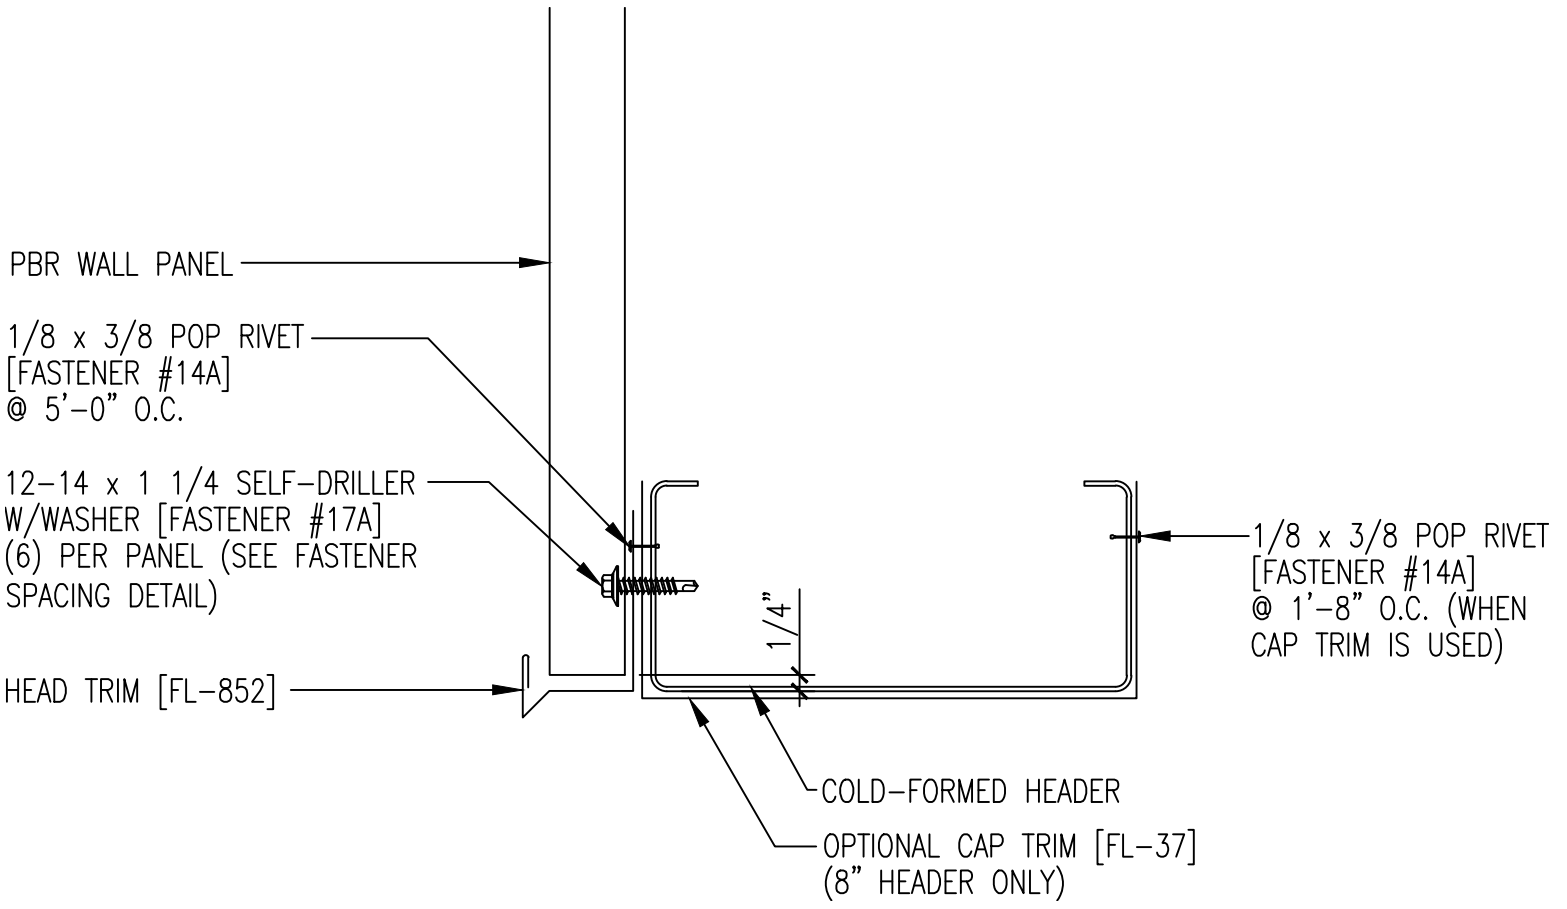 PBR WALL PANEL
1/8 x 3/8 POP RIVET
[FASTENER #14A]
@ 5'-0" O.C.
12-14 x 1 1/4 SELF-DRILLER
W/WASHER [FASTENER #17A]
(6) PER PANEL (SEE FASTENER
SPACING DETAIL)
HEAD TRIM [FL-852]
1/4"
1/8 x 3/8 POP RIVET
[FASTENER #14A]
@ 1'-8" O.C. (WHEN
CAP TRIM IS USED)
COLD-FORMED HEADER
OPTIONAL CAP TRIM [FL-37]
(8" HEADER ONLY)